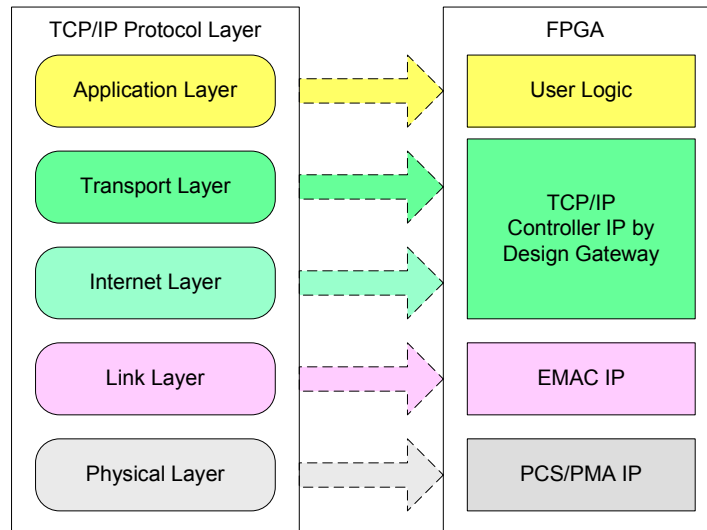 TCP/IP Protocol Layer
Application Layer
Transport Layer
Internet Layer
Link Layer
Physical Layer
FPGA
User Logic
TCP/IP
Controller IP by
Design Gateway
EMAC IP
PCS/PMA IP